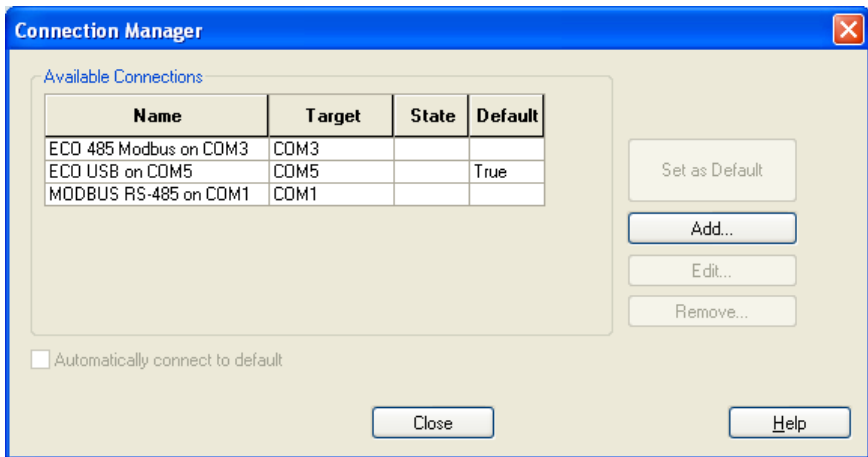 Connection Manager
Available Connections
Name Target State Default
ECO 485 Modbus on COM3 COM3
ECO USB on COM5 COM5 True
MODBUS RS-485 on COM1 COM1
Set as Default
Add...
Edit...
Remove...
Automatically connect to default
Close Help